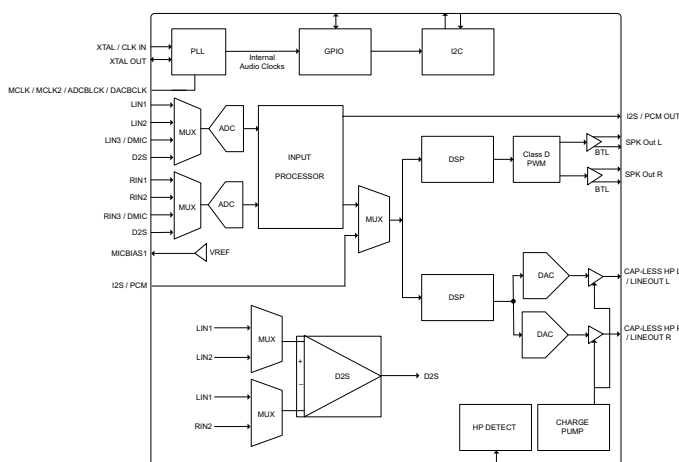 XTAL / CLK IN
XTAL OUT
PLL
Internal
Audio Clocks
GPIO
I2C
MCLK / MCLK2 / ADCBLCK / DACBCLK
LIN1
LIN2
LIN3 / DMIC
D2S
MUX
ADC
RIN1
RIN2
RIN3 / DMIC
D2S
MUX
ADC
INPUT
PROCESSOR
MICBIAS1
VREF
I2S / PCM
MUX
I2S / PCM OUT
DSP
Class D
PWM
BTL
SPK Out L
BTL
SPK Out R
DSP
DAC
DAC
CAP-LESS HP L
/ LINEOUT L
CAP-LESS HP R
/ LINEOUT R
LIN1
LIN2
MUX
LIN1
RIN2
MUX
+
–
D2S
D2S
HP DETECT
CHARGE
PUMP